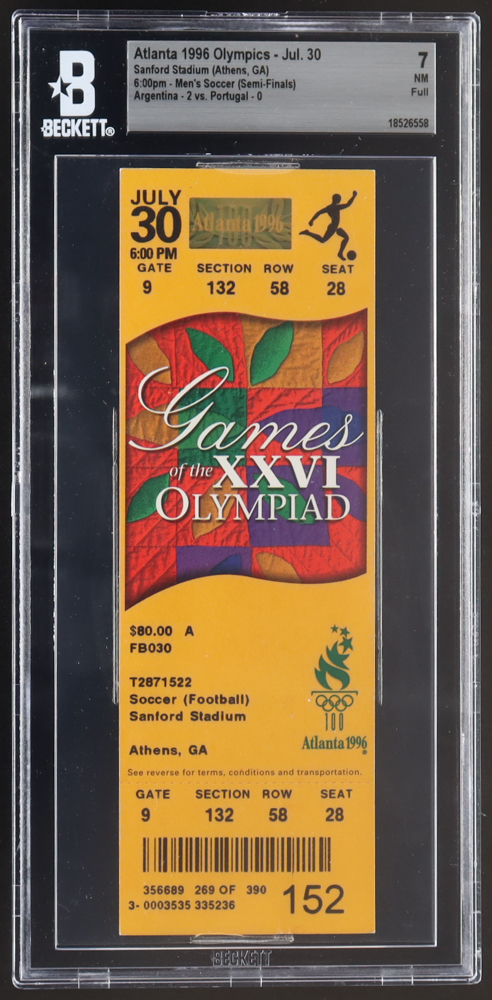 BECKETT®
Atlanta 1996 Olympics - Jul. 30
Sanford Stadium (Athens, GA)
6:00pm - Men's Soccer (Semi-Finals)
Argentina - 2 vs. Portugal - 0
7
NM
Full
18526558
JULY
30
6:00 PM
Atlanta 1996
100
GATE SECTION ROW SEAT
9 132 58 28
Games
of the XXVI
OLYMPIAD
$80.00 A
FB030
T2871522
Soccer (Football)
Sanford Stadium
Athens, GA
100
Atlanta 1996
See reverse for terms, conditions and transportation.
GATE SECTION ROW SEAT
9 132 58 28
356689 269 OF 390
3- 0003535 335236
152
BECKETT